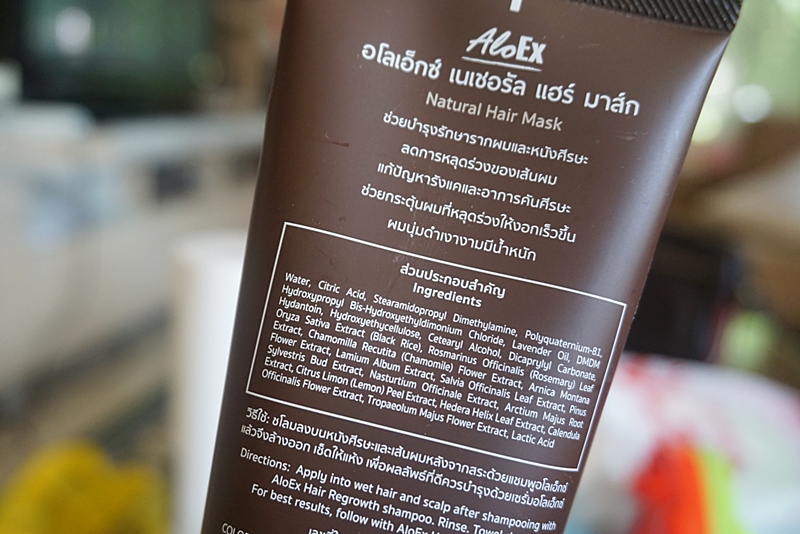 AloEx
อโลเอ็กซ์ เนเชอรัล แฮร์ มาส์ก
Natural Hair Mask
ช่วยบำรุงรักษารากผมและหนังศีรษะ
ลดการหลุดร่วงของเส้นผม
แก้ปัญหารังแคและอาการคันศีรษะ
ช่วยกระตุ้นผมที่หลุดร่วงให้งอกเร็วขึ้น
ผมนุ่มดำเงางามมีน้ำหนัก
ส่วนประกอบสำคัญ
Ingredients
Water, Citric Acid, Stearamidopropyl Dimethylamine, Polyquaternium-81,
Hydroxypropyl Bis-Hydroxyethyldimonium Chloride, Lavender Oil, DMDM
Hydantoin, Hydroxyethycellulose, Cetearyl Alcohol, Dicaprylyl Carbonate,
Oryza Sativa Extract (Black Rice), Rosmarinus Officinalis (Rosemary) Leaf
Extract, Chamomilla Recutita (Chamomile) Flower Extract, Arnica Montana
Flower Extract, Lamium Album Extract, Salvia Officinalis Leaf Extract, Pinus
Sylvestris Bud Extract, Nasturtium Officinale Extract, Arctium Majus Root
Extract, Citrus Limon (Lemon) Peel Extract, Hedera Helix Leaf Extract, Calendula
Officinalis Flower Extract, Tropaeolum Majus Flower Extract, Lactic Acid
วิธีใช้: ชโลมลงบนหนังศีรษะและเส้นผมหลังจากสระด้วยแชมพูอโลเอ็กซ์
แล้วจึงล้างออก เช็ดให้แห้ง เพื่อผลลัพธ์ที่ดีควรบำรุงด้วยเซรั่มอโลเอ็กซ์
Directions: Apply into wet hair and scalp after shampooing with
AloEx Hair Regrowth shampoo. Rinse. Towel
For best results, follow with AloEx